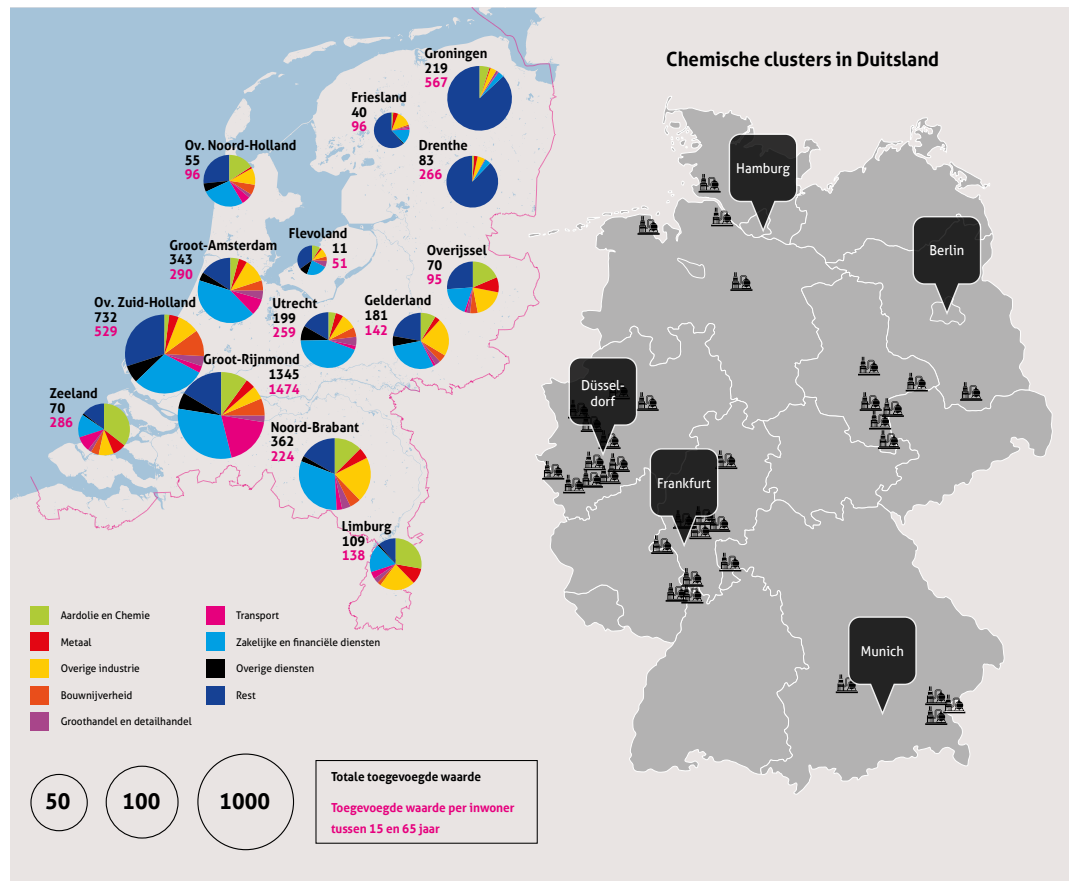 Chemische clusters in Duitsland
Groningen
219
567
Friesland
40
96
Drenthe
83
266
Ov. Noord-Holland
55
96
Flevoland
11
51
Groot-Amsterdam
343
290
Overijssel
70
95
Ov. Zuid-Holland
732
529
Utrecht
199
259
Gelderland
181
142
Groot-Rijnmond
1345
1474
Zeeland
70
286
Noord-Brabant
362
224
Limburg
109
138
Hamburg
Berlin
Düssel-
dorf
Frankfurt
Munich
Aardolie en Chemie
Metaal
Overige industrie
Bouwnijverheid
Groothandel en detailhandel
Transport
Zakelijke en financiële diensten
Overige diensten
Rest
50
100
1000
Totale toegevoegde waarde
Toegevoegde waarde per inwoner
tussen 15 en 65 jaar